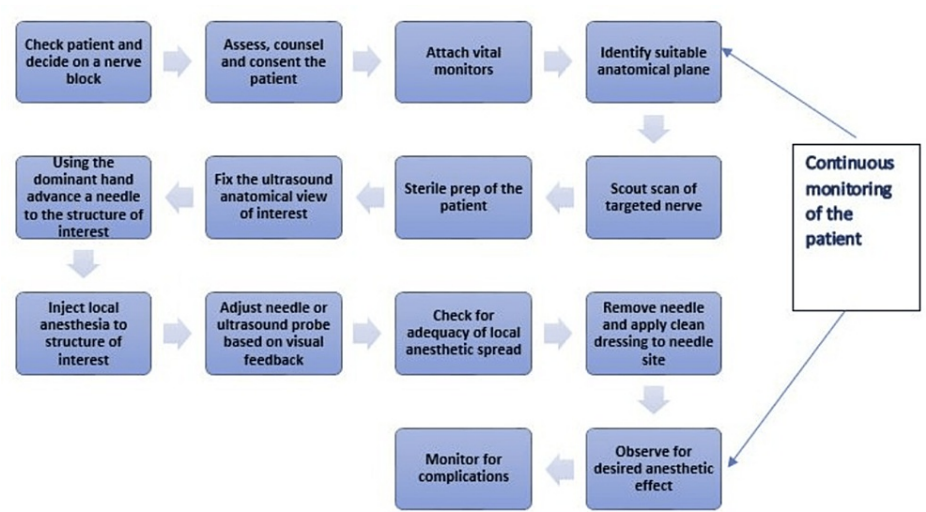 Check patient and
decide on a nerve
block
Assess, counsel
and consent the
patient
Attach vital
monitors
Identify suitable
anatomical plane
Scout scan of
targeted nerve
Sterile prep of the
patient
Fix the ultrasound
anatomical view
of interest
Using the
dominant hand
advance a needle
to the structure of
interest
Inject local
anesthesia to
structure of
interest
Adjust needle or
ultrasound probe
based on visual
feedback
Check for
adequacy of local
anesthetic spread
Remove needle
and apply clean
dressing to needle
site
Observe for
desired anesthetic
effect
Monitor for
complications
Continuous
monitoring
of the
patient